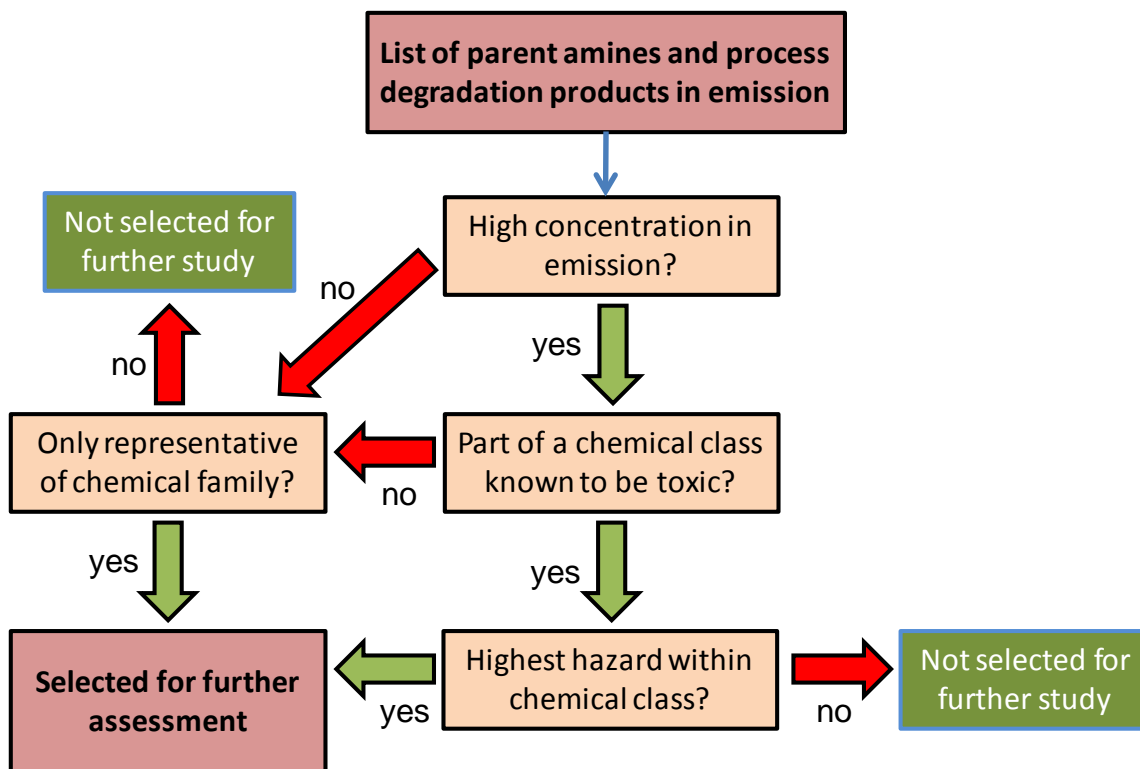 List of parent amines and process
degradation products in emission
Not selected for
further study
High concentration in
emission?
no
yes
no
Only representative
of chemical family?
Part of a chemical class
known to be toxic?
no
yes
yes
Selected for further
assessment
Highest hazard within
chemical class?
Not selected for
further study
yes
no